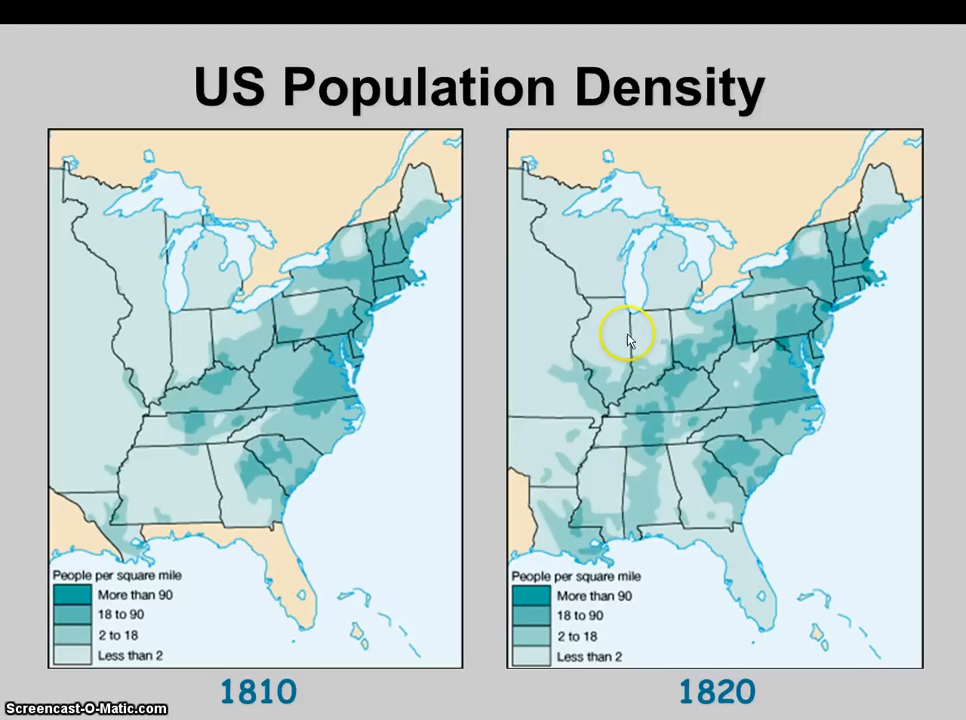 US Population Density
People per square mile
More than 90
18 to 90
2 to 18
Less than 2
1810
People per square mile
More than 90
18 to 90
2 to 18
Less than 2
1820
Screencast-O-Matic.com